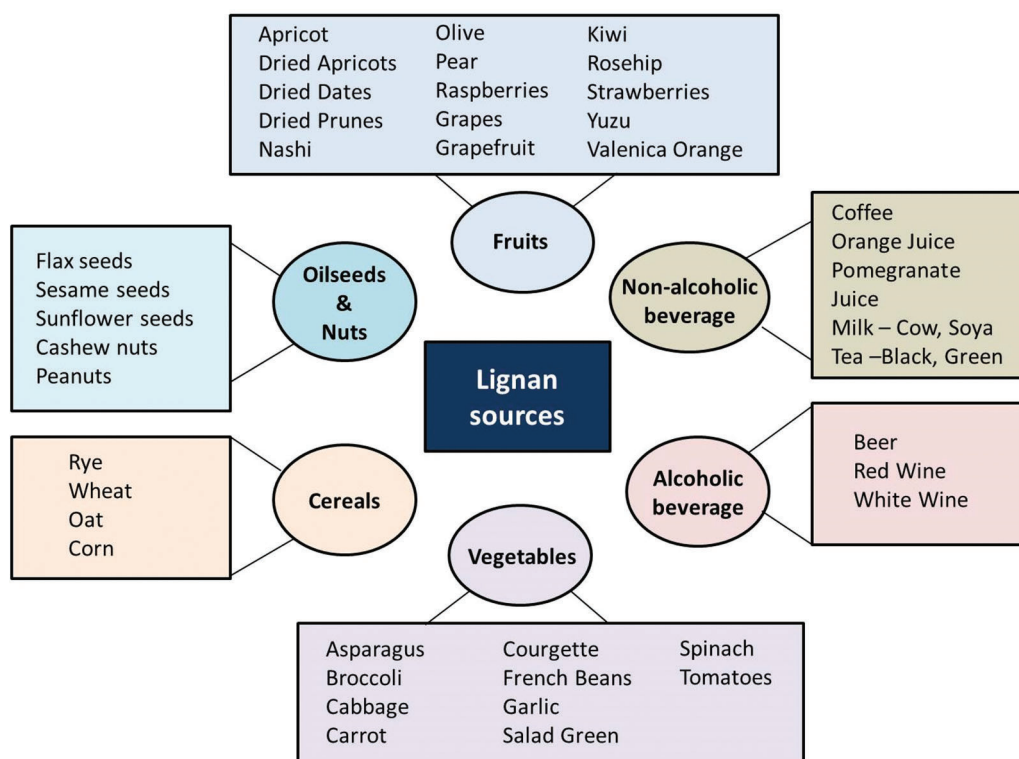 Apricot
Dried Apricots
Dried Dates
Dried Prunes
Nashi
Olive
Pear
Raspberries
Grapes
Grapefruit
Kiwi
Rosehip
Strawberries
Yuzu
Valenica Orange
Fruits
Flax seeds
Sesame seeds
Sunflower seeds
Cashew nuts
Peanuts
Oilseeds
&
Nuts
Non-alcoholic
beverage
Coffee
Orange Juice
Pomegranate
Juice
Milk – Cow, Soya
Tea –Black, Green
Lignan
sources
Rye
Wheat
Oat
Corn
Cereals
Alcoholic
beverage
Beer
Red Wine
White Wine
Vegetables
Asparagus
Broccoli
Cabbage
Carrot
Courgette
French Beans
Garlic
Salad Green
Spinach
Tomatoes